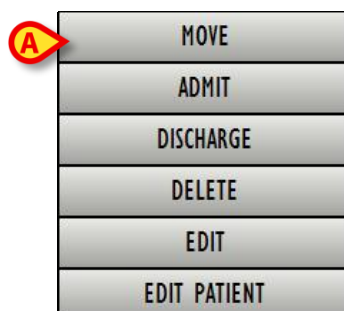 A
MOVE
ADMIT
DISCHARGE
DELETE
EDIT
EDIT PATIENT